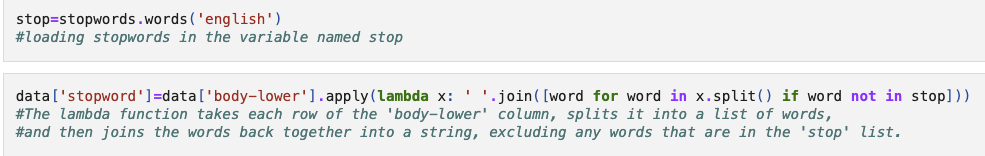 stop=stopwords.words('english')
#loading stopwords in the variable named stop
data['stopword']=data['body-lower'].apply(lambda x: ' '.join([word for word in x.split() if word not in stop]))
#The lambda function takes each row of the 'body-lower' column, splits it into a list of words,
#and then joins the words back together into a string, excluding any words that are in the 'stop' list.